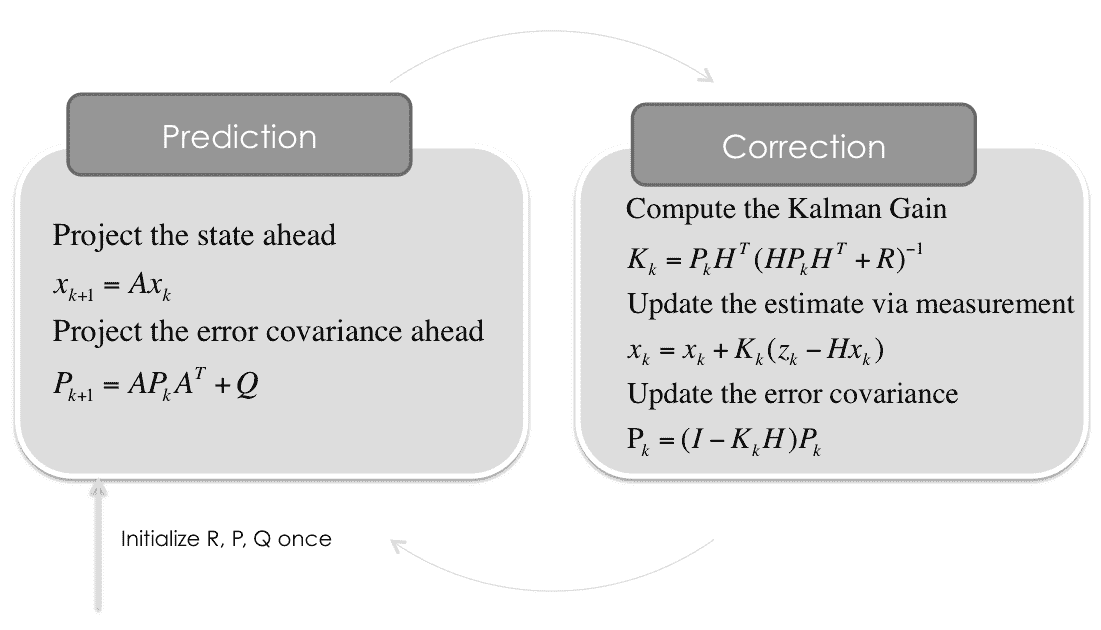 Prediction
Project the state ahead
x_{k+1} = Ax_k
Project the error covariance ahead
P_{k+1} = AP_kA^T + Q
Initialize R, P, Q once
Correction
Compute the Kalman Gain
K_k = P_kH^T(HP_kH^T + R)^{-1}
Update the estimate via measurement
x_k = x_k + K_k(z_k − Hx_k)
Update the error covariance
P_k = (I − K_kH)P_k